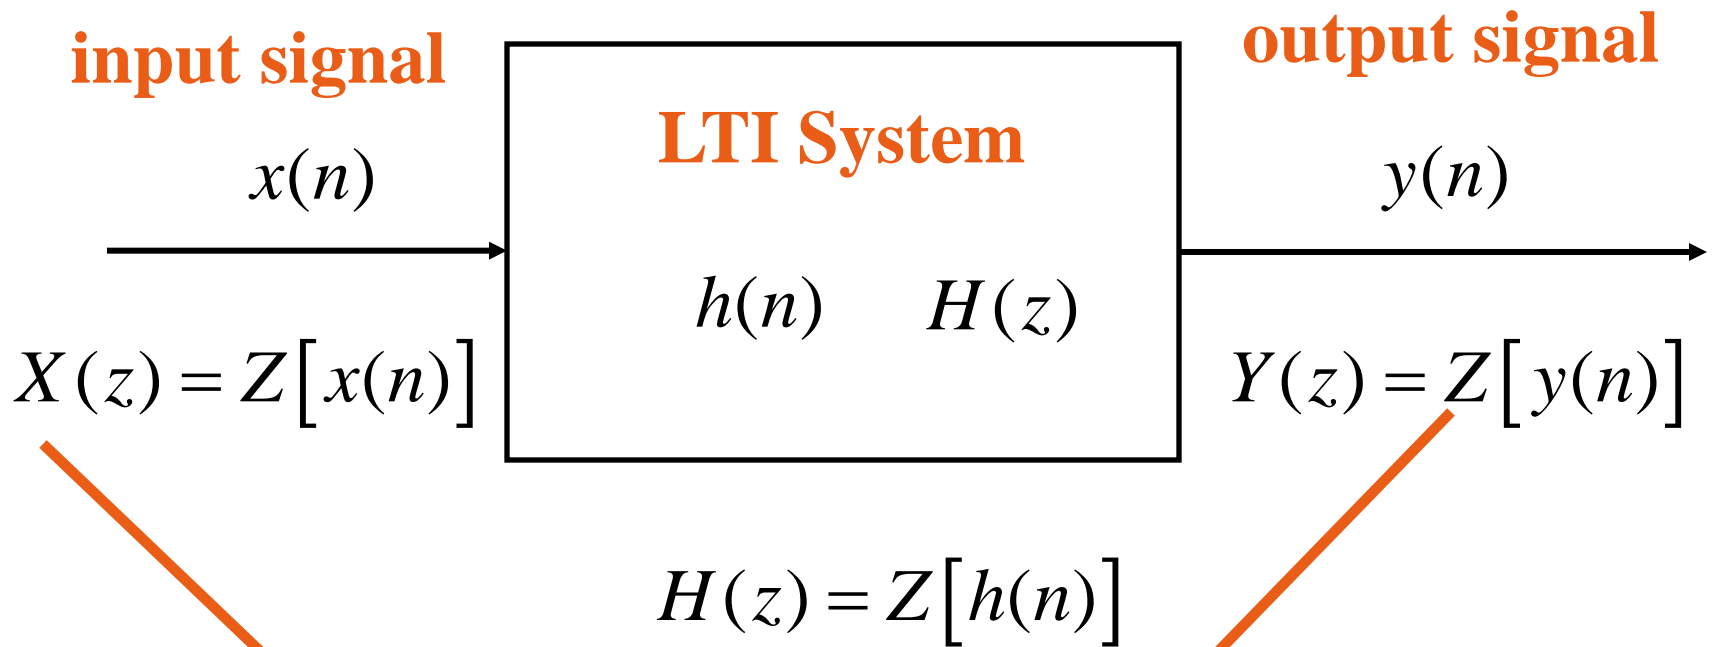 input signal
output signal
LTI System
x(n)
y(n)
h(n) H(z)
X(z) = Z[x(n)]
Y(z) = Z[y(n)]
H(z) = Z[h(n)]